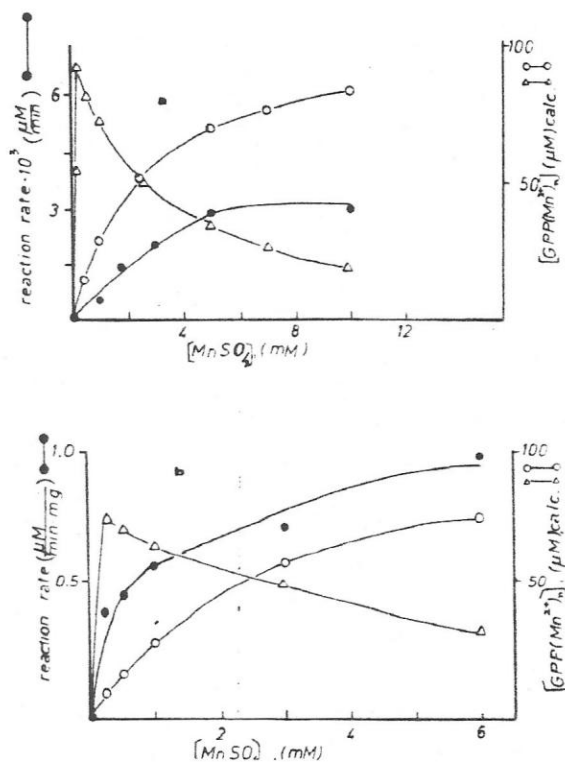 reaction rate·10³ (μM/min)
6
3
a
100
50
[GPP(Mn²⁺)ₙ] (μM)calc.
0
4
8
12
[MnSO₄] (mM)
reaction rate (μM/min mg)
1.0
0.5
b
100
50
[GPP(Mn²⁺)ₙ] (μM)calc.
2
4
6
[MnSO₄] (mM)